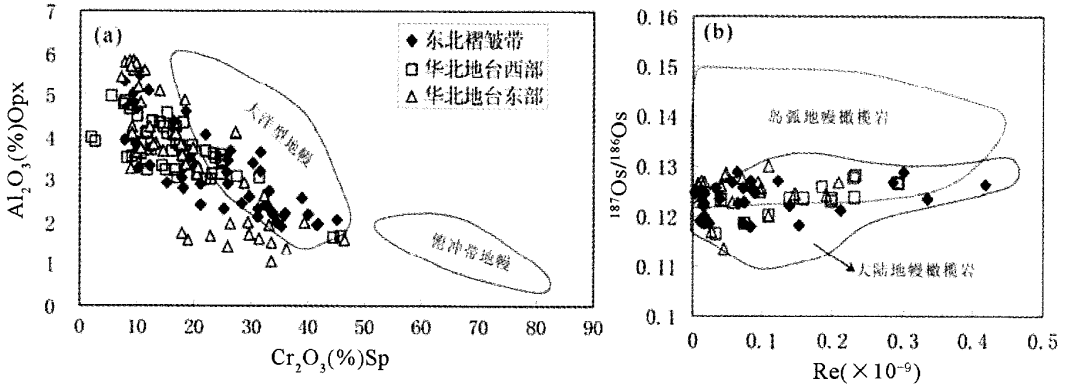 (a)
Al₂O₃(%)Opx
7
6
5
4
3
2
1
0
◆ 东北褶皱带
□ 华北地台西部
△ 华北地台东部
大洋型地幔
俯冲带地幔
0 10 20 30 40 50 60 70 80 90
Cr₂O₃(%)Sp
(b)
¹⁸⁷Os/¹⁸⁶Os
0.16
0.15
0.14
0.13
0.12
0.11
0.1
岛弧地幔橄榄岩
大陆地幔橄榄岩
0 0.1 0.2 0.3 0.4 0.5
Re(×10⁻⁹)